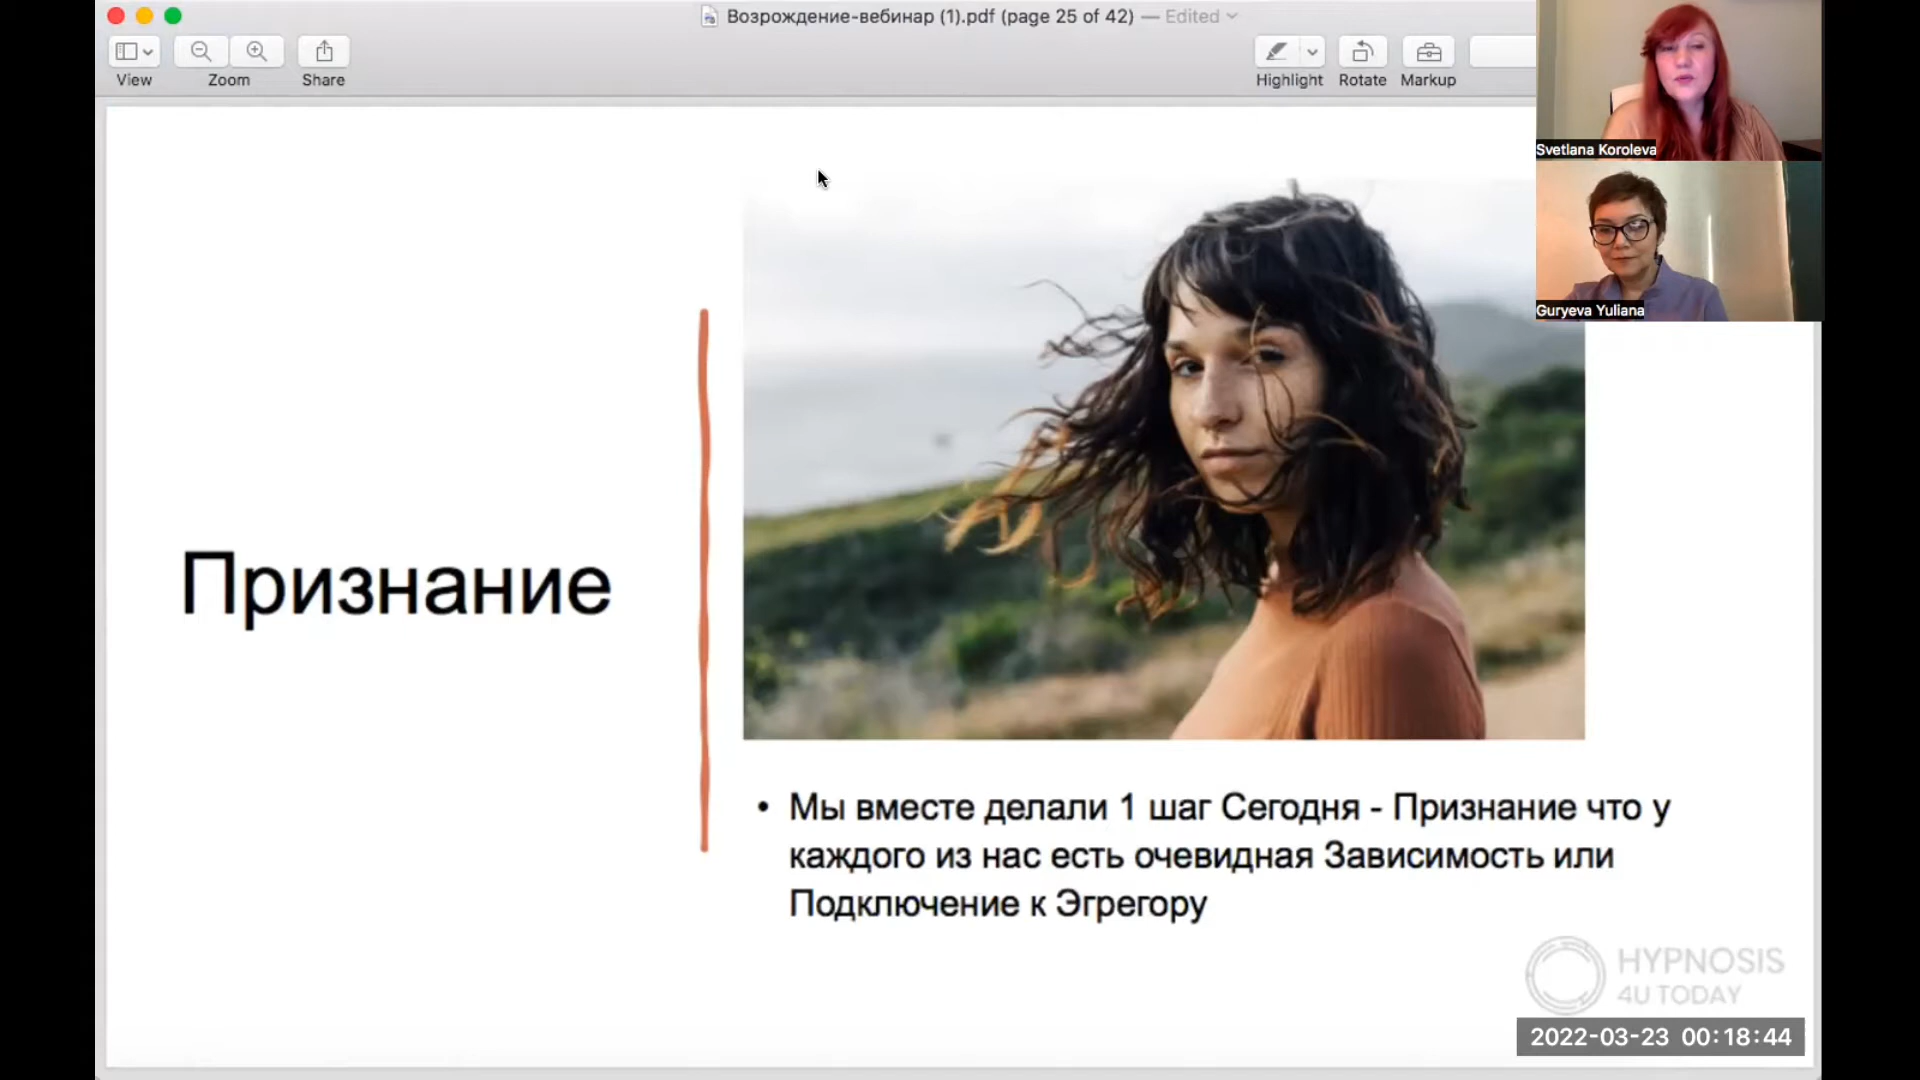 Возрождение-вебинар (1).pdf (page 25 of 42) — Edited
View
Zoom
Share
Highlight
Rotate
Markup
Svetlana Koroleva
Guryeva Yuliana
Признание
• Мы вместе делали 1 шаг Сегодня - Признание что у
каждого из нас есть очевидная Зависимость или
Подключение к Эгрегору
HYPNOSIS
4U TODAY
2022-03-23 00:18:44